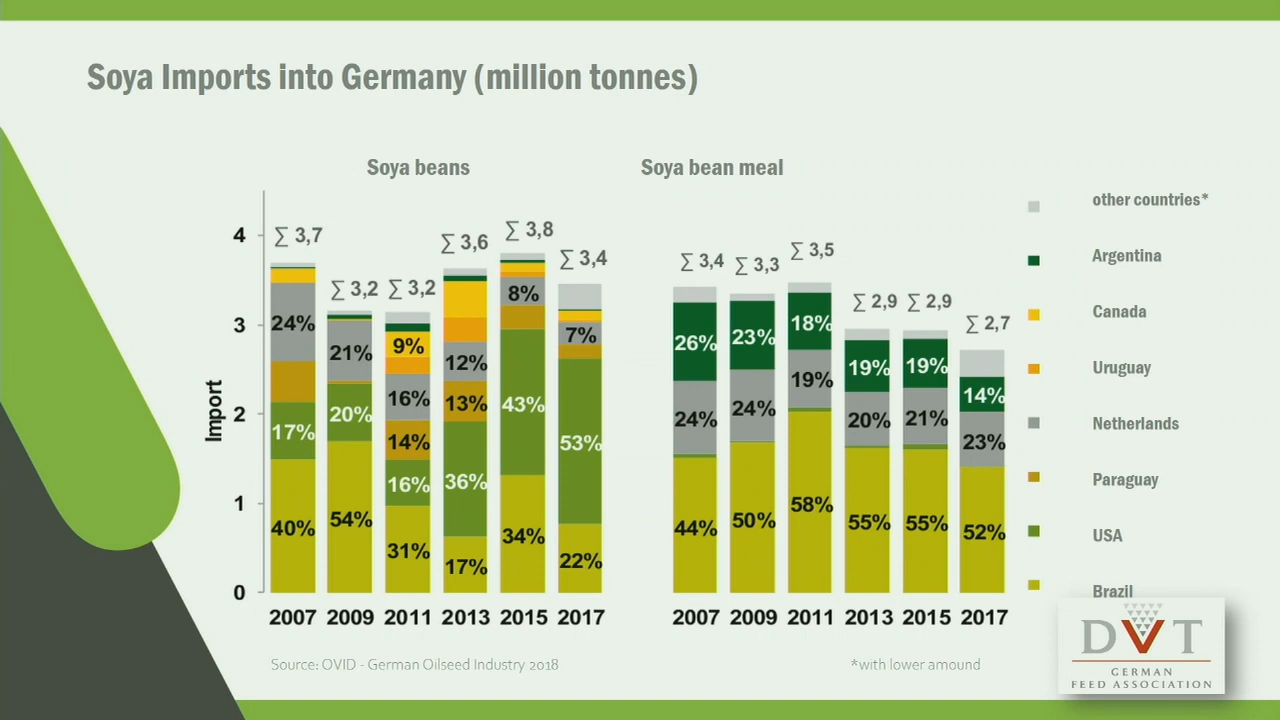 Soya Imports into Germany (million tonnes)
Soya beans
Soya bean meal
Import
4
3
2
1
0
∑ 3,7
∑ 3,2
∑ 3,2
∑ 3,6
∑ 3,8
∑ 3,4
24%
17%
40%
21%
20%
54%
9%
16%
14%
16%
31%
12%
13%
36%
17%
8%
43%
34%
7%
53%
22%
2007 2009 2011 2013 2015 2017
∑ 3,4
∑ 3,3
∑ 3,5
∑ 2,9
∑ 2,9
∑ 2,7
26%
24%
44%
23%
24%
50%
18%
19%
58%
19%
20%
55%
19%
21%
55%
14%
23%
52%
2007 2009 2011 2013 2015 2017
other countries*
Argentina
Canada
Uruguay
Netherlands
Paraguay
USA
Brazil
Source: OVID - German Oilseed Industry 2018
*with lower amound
DVT
GERMAN
FEED ASSOCIATION